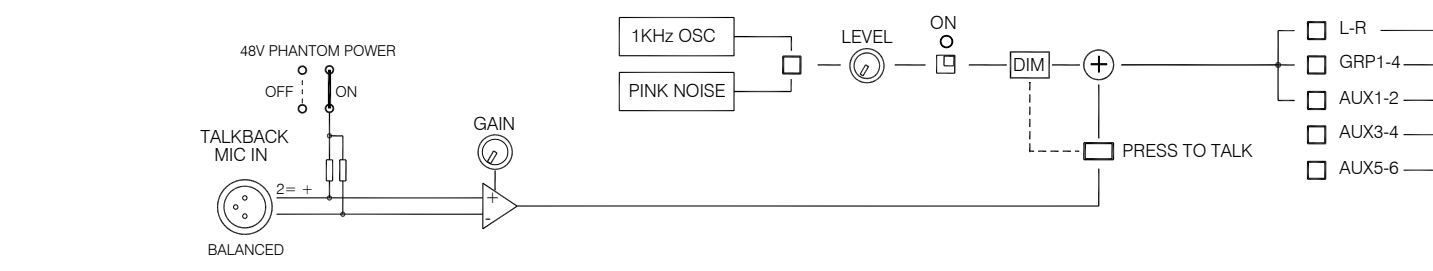 48V PHANTOM POWER
OFF
ON
TALKBACK
MIC IN
2= +
BALANCED
GAIN
+
-
1KHz OSC
PINK NOISE
LEVEL
ON
DIM
+
PRESS TO TALK
L-R
GRP1-4
AUX1-2
AUX3-4
AUX5-6